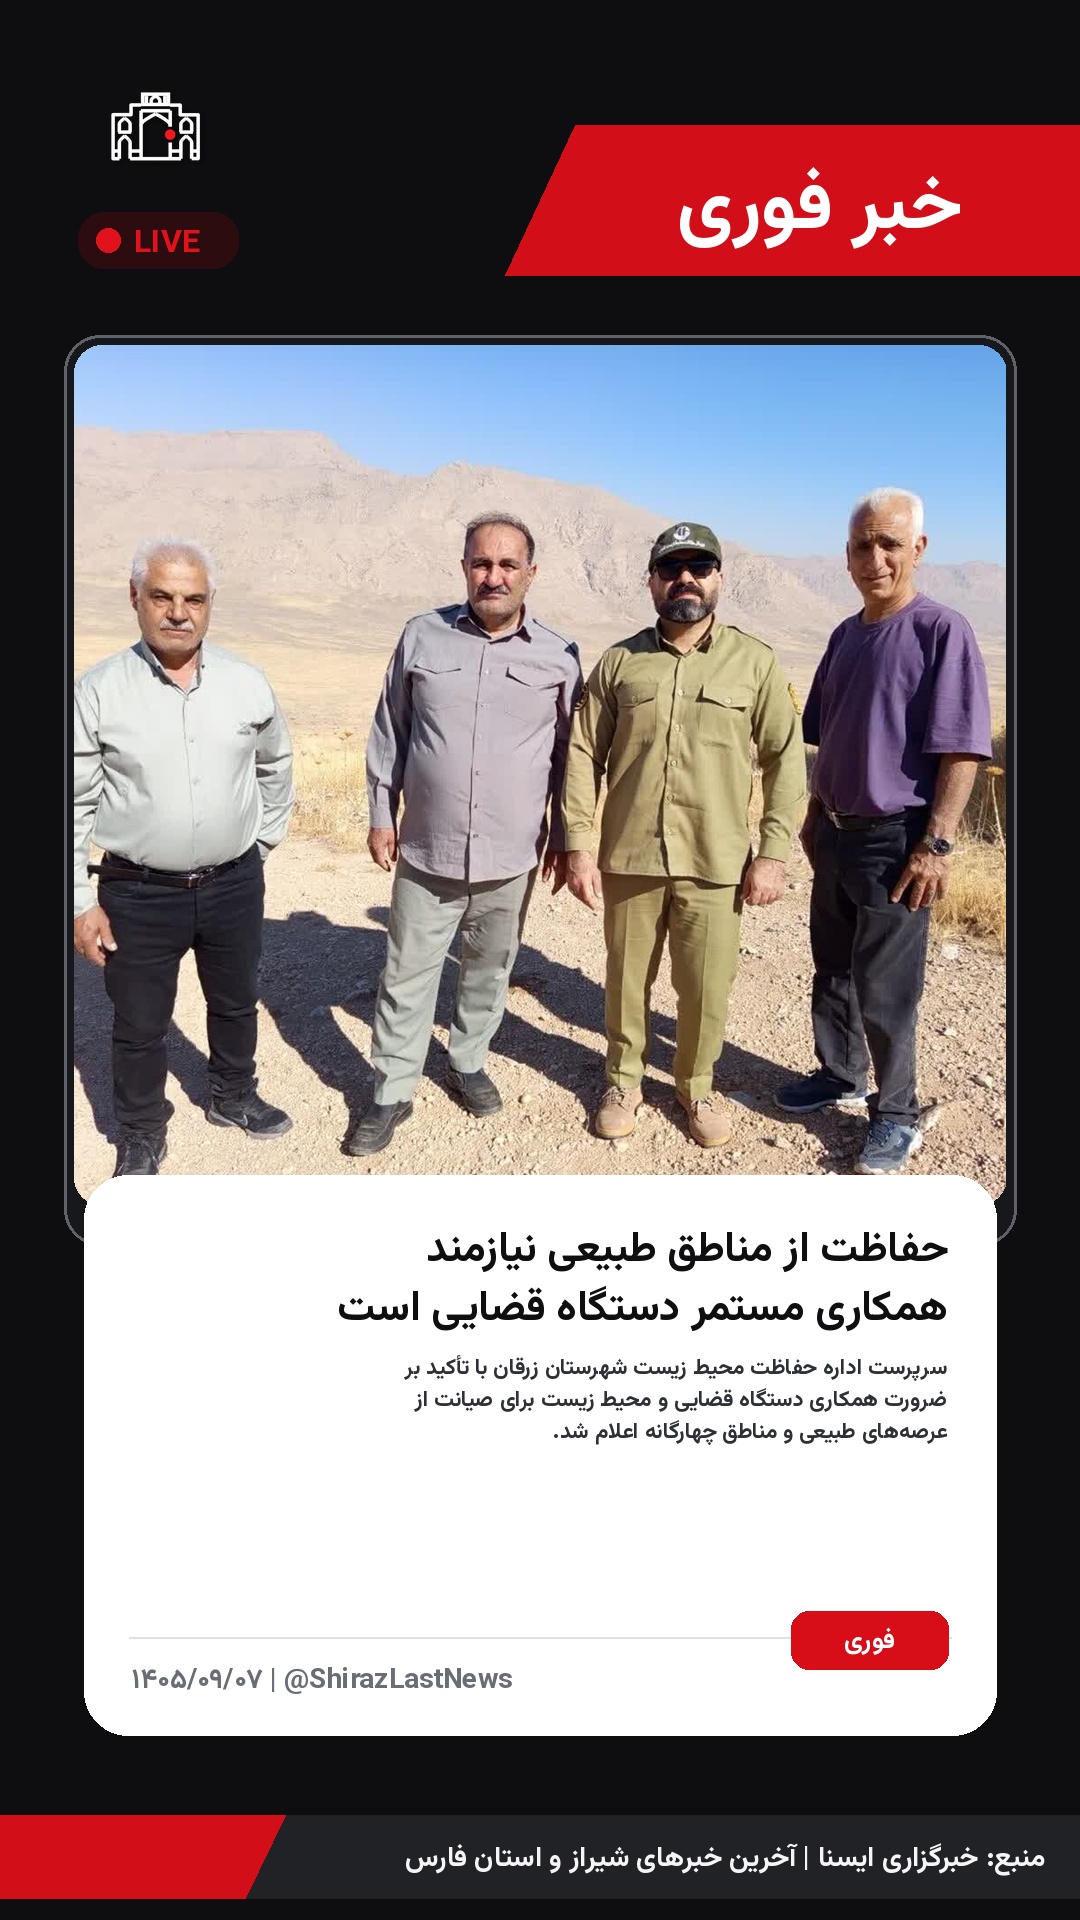 خبر فوری
LIVE
حفاظت از مناطق طبیعی نیازمند
همکاری مستمر دستگاه قضایی است
سرپرست اداره حفاظت محیط زیست شهرستان زرقان با تأکید بر
ضرورت همکاری دستگاه قضایی و محیط زیست برای صیانت از
عرصه‌های طبیعی و مناطق چهارگانه اعلام شد.
فوری
۱۴۰۵/۰۹/۰۷ | @ShirazLastNews
منبع: خبرگزاری ایسنا | آخرین خبرهای شیراز و استان فارس